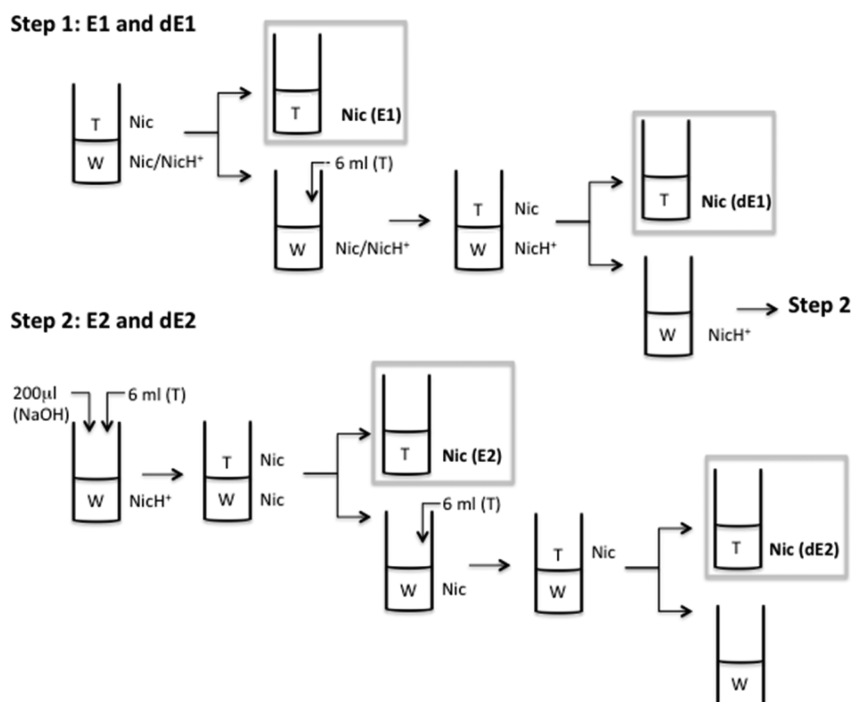 Step 1: E1 and dE1
T Nic
W Nic/NicH⁺
T Nic (E1)
6 ml (T)
W Nic/NicH⁺
T Nic
W NicH⁺
T Nic (dE1)
W NicH⁺
Step 2
Step 2: E2 and dE2
200µl
(NaOH)
6 ml (T)
W NicH⁺
T Nic
W Nic
T Nic (E2)
6 ml (T)
W Nic
T Nic
W
T Nic (dE2)
W